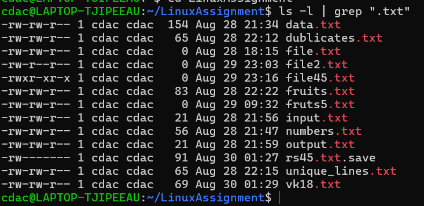 cdac@LAPTOP-TJIPEEAU:~/LinuxAssignment$ ls -l | grep ".txt"
-rw-rw-r-- 1 cdac cdac 154 Aug 28 21:34 data.txt
-rw-rw-r-- 1 cdac cdac 65 Aug 28 22:12 dublicates.txt
-rw-rw-r-- 1 cdac cdac 0 Aug 28 18:15 file.txt
-rw-rw-r-- 1 cdac cdac 0 Aug 29 23:03 file2.txt
-rwxr-xr-x 1 cdac cdac 0 Aug 29 23:16 file45.txt
-rw-rw-r-- 1 cdac cdac 83 Aug 28 22:22 fruits.txt
-rw-rw-r-- 1 cdac cdac 0 Aug 29 09:32 fruts5.txt
-rw-rw-r-- 1 cdac cdac 21 Aug 28 21:56 input.txt
-rw-rw-r-- 1 cdac cdac 56 Aug 28 21:47 numbers.txt
-rw-rw-r-- 1 cdac cdac 21 Aug 28 21:59 output.txt
-rw------- 1 cdac cdac 91 Aug 30 01:27 rs45.txt.save
-rw-rw-r-- 1 cdac cdac 65 Aug 28 22:15 unique_lines.txt
-rw-rw-r-- 1 cdac cdac 69 Aug 30 01:29 vk18.txt
cdac@LAPTOP-TJIPEEAU:~/LinuxAssignment$